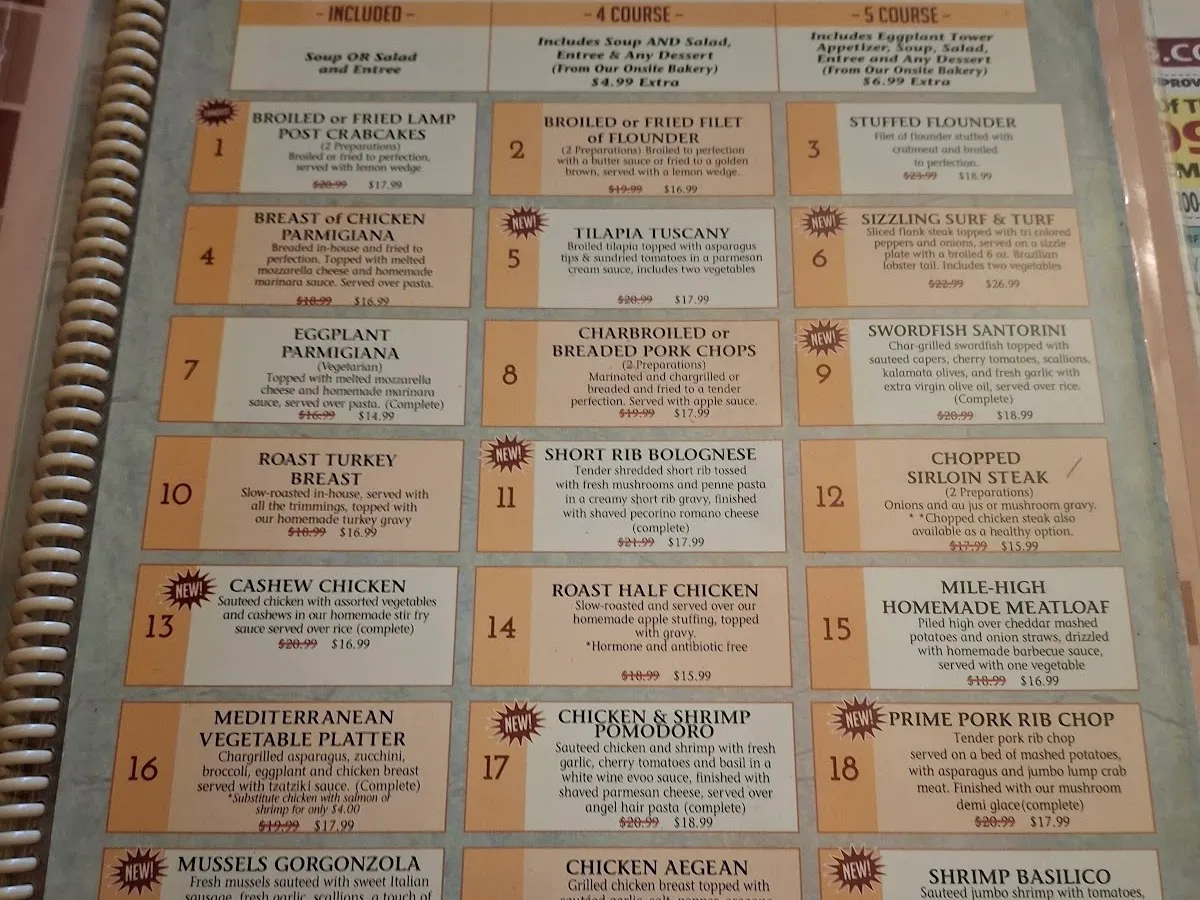 - INCLUDED -
Soup OR Salad
and Entree
- 4 COURSE -
Includes Soup AND Salad,
Entree & Any Dessert
(From Our Onsite Bakery)
$4.99 Extra
- 5 COURSE -
Includes Eggplant Tower
Appetizer, Soup, Salad,
Entree and Any Dessert
(From Our Onsite Bakery)
$6.99 Extra
1
BROILED or FRIED LAMP
POST CRABCAKES
(2 Preparations)
Broiled or fried to perfection,
served with lemon wedge
$20.99 $17.99
2
BROILED or FRIED FILET
of FLOUNDER
(2 Preparations) Broiled to perfection
with a butter sauce or fried to a golden
brown, served with a lemon wedge.
$19.99 $16.99
3
STUFFED FLOUNDER
Filet of flounder stuffed with
crabmeat and broiled
to perfection.
$23.99 $18.99
4
BREAST of CHICKEN
PARMIGIANA
Breaded in-house and fried to
perfection. Topped with melted
mozzarella cheese and homemade
marinara sauce. Served over pasta.
$18.99 $16.99
NEW!
5
TILAPIA TUSCANY
Broiled tilapia topped with asparagus
tips & sundried tomatoes in a parmesan
cream sauce, includes two vegetables
$20.99 $17.99
NEW!
6
SIZZLING SURF & TURF
Sliced flank steak topped with tri colored
peppers and onions, served on a sizzle
plate with a broiled 6 oz. Brazilian
lobster tail. Includes two vegetables
$22.99 $26.99
7
EGGPLANT
PARMIGIANA
(Vegetarian)
Topped with melted mozzarella
cheese and homemade marinara
sauce, served over pasta. (Complete)
$16.99 $14.99
8
CHARBROILED or
BREADED PORK CHOPS
(2 Preparations)
Marinated and chargrilled or
breaded and fried to a tender
perfection. Served with apple sauce.
$19.99 $17.99
NEW!
9
SWORDFISH SANTORINI
Char-grilled swordfish topped with
sauteed capers, cherry tomatoes, scallions,
kalamata olives, and fresh garlic with
extra virgin olive oil, served over rice.
(Complete)
$20.99 $18.99
10
ROAST TURKEY
BREAST
Slow-roasted in-house, served with
all the trimmings, topped with
our homemade turkey gravy
$18.99 $16.99
NEW!
11
SHORT RIB BOLOGNESE
Tender shredded short rib tossed
with fresh mushrooms and penne pasta
in a creamy short rib gravy, finished
with shaved pecorino romano cheese
(complete)
$21.99 $17.99
12
CHOPPED
SIRLOIN STEAK
(2 Preparations)
Onions and au jus or mushroom gravy.
* *Chopped chicken steak also
available as a healthy option.
$17.99 $15.99
NEW!
13
CASHEW CHICKEN
Sauteed chicken with assorted vegetables
and cashews in our homemade stir fry
sauce served over rice (complete)
$20.99 $16.99
14
ROAST HALF CHICKEN
Slow-roasted and served over our
homemade apple stuffing, topped
with gravy.
*Hormone and antibiotic free
$18.99 $15.99
15
MILE-HIGH
HOMEMADE MEATLOAF
Piled high over cheddar mashed
potatoes and onion straws, drizzled
with homemade barbecue sauce,
served with one vegetable
$18.99 $16.99
16
MEDITERRANEAN
VEGETABLE PLATTER
Chargrilled asparagus, zucchini,
broccoli, eggplant and chicken breast
served with tzatziki sauce. (Complete)
*Substitute chicken with salmon or
shrimp for only $4.00
$19.99 $17.99
NEW!
17
CHICKEN & SHRIMP
POMODORO
Sauteed chicken and shrimp with fresh
garlic, cherry tomatoes and basil in a
white wine evoo sauce, finished with
shaved parmesan cheese, served over
angel hair pasta (complete)
$20.99 $18.99
NEW!
18
PRIME PORK RIB CHOP
Tender pork rib chop
served on a bed of mashed potatoes,
with asparagus and jumbo lump crab
meat. Finished with our mushroom
demi glace(complete)
$20.99 $17.99
NEW!
MUSSELS GORGONZOLA
Fresh mussels sauteed with sweet Italian
sausage, fresh garlic, scallions, a touch of
CHICKEN AEGEAN
Grilled chicken breast topped with
NEW!
SHRIMP BASILICO
Sauteed jumbo shrimp with tomatoes,